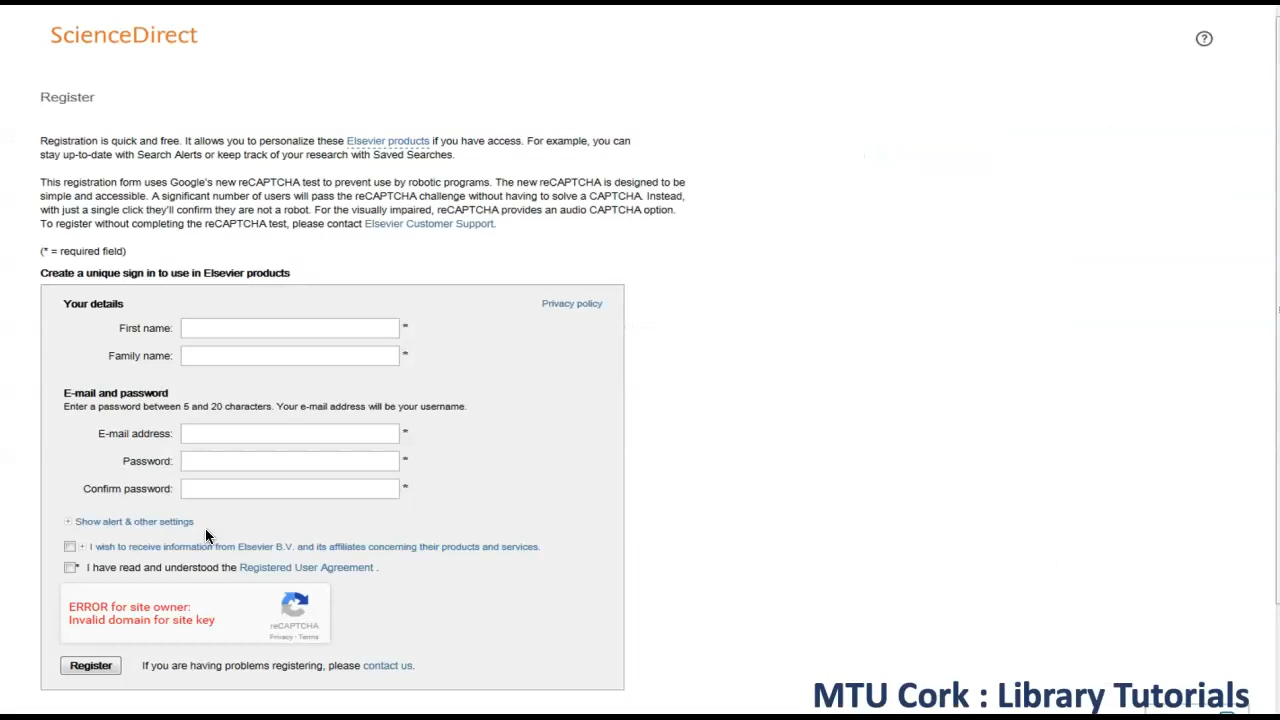 ScienceDirect
?
Register
Registration is quick and free. It allows you to personalize these Elsevier products if you have access. For example, you can
stay up-to-date with Search Alerts or keep track of your research with Saved Searches.
This registration form uses Google's new reCAPTCHA test to prevent use by robotic programs. The new reCAPTCHA is designed to be
simple and accessible. A significant number of users will pass the reCAPTCHA challenge without having to solve a CAPTCHA. Instead,
with just a single click they'll confirm they are not a robot. For the visually impaired, reCAPTCHA provides an audio CAPTCHA option.
To register without completing the reCAPTCHA test, please contact Elsevier Customer Support.
(* = required field)
Create a unique sign in to use in Elsevier products
Your details Privacy policy
First name: *
Family name: *
E-mail and password
Enter a password between 5 and 20 characters. Your e-mail address will be your username.
E-mail address: *
Password: *
Confirm password: *
+ Show alert & other settings
+ I wish to receive information from Elsevier B.V. and its affiliates concerning their products and services.
* I have read and understood the Registered User Agreement .
ERROR for site owner:
Invalid domain for site key
reCAPTCHA
Privacy - Terms
Register If you are having problems registering, please contact us.
MTU Cork : Library Tutorials